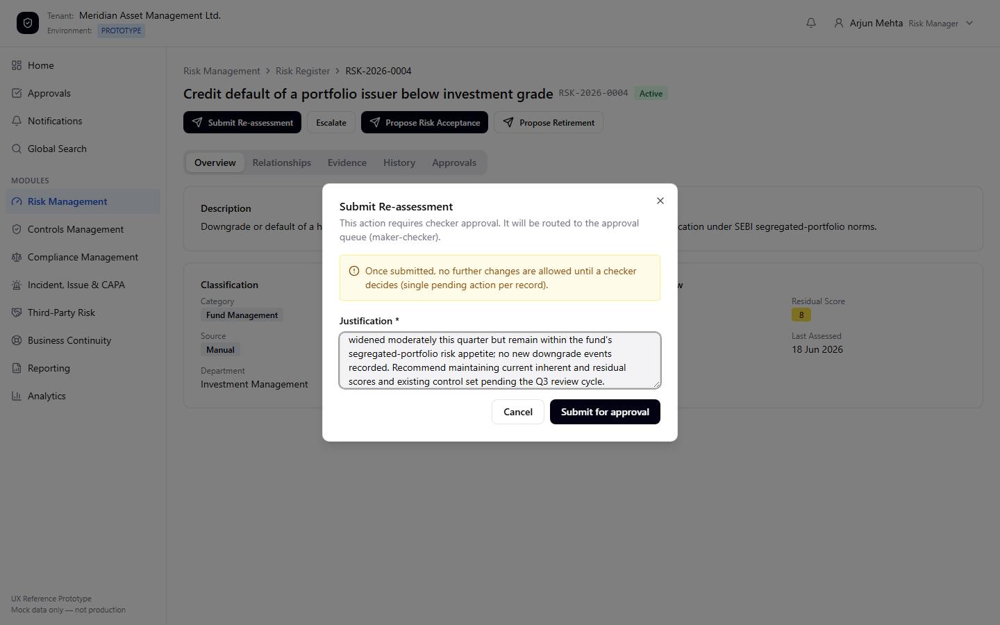 Tenant: Meridian Asset Management Ltd.
Environment: PROTOTYPE
Arjun Mehta Risk Manager
Home
Approvals
Notifications
Global Search
MODULES
Risk Management
Controls Management
Compliance Management
Incident, Issue & CAPA
Third-Party Risk
Business Continuity
Reporting
Analytics
UX Reference Prototype
Mock data only — not production
Risk Management > Risk Register > RSK-2026-0004
Credit default of a portfolio issuer below investment grade RSK-2026-0004 Active
Submit Re-assessment Escalate Propose Risk Acceptance Propose Retirement
Overview Relationships Evidence History Approvals
Description
Downgrade or default of a h
cation under SEBI segregated-portfolio norms.
Classification
Category
Fund Management
Source
Manual
Department
Investment Management
w
Residual Score
8
Last Assessed
18 Jun 2026
Submit Re-assessment
This action requires checker approval. It will be routed to the approval
queue (maker-checker).
Once submitted, no further changes are allowed until a checker
decides (single pending action per record).
Justification *
widened moderately this quarter but remain within the fund's
segregated-portfolio risk appetite; no new downgrade events
recorded. Recommend maintaining current inherent and residual
scores and existing control set pending the Q3 review cycle.
Cancel Submit for approval